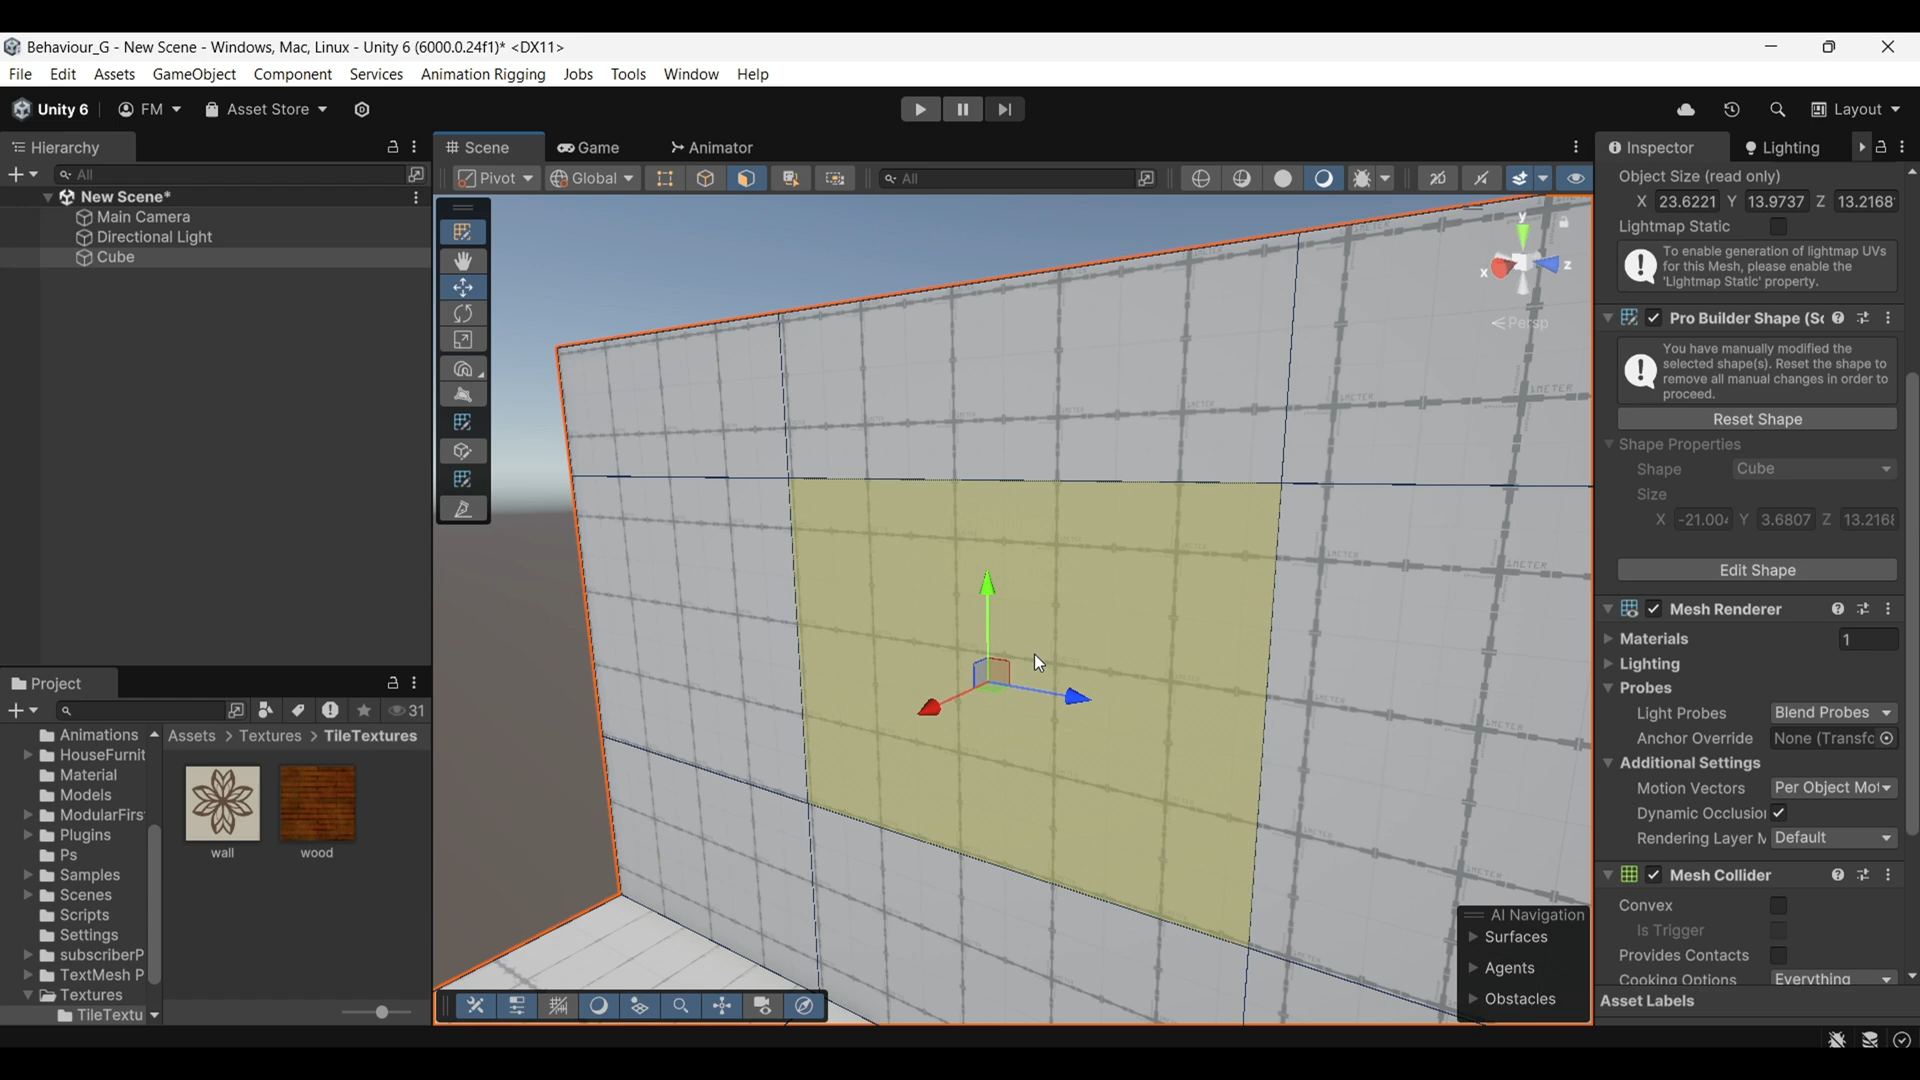 Behaviour_G - New Scene - Windows, Mac, Linux - Unity 6 (6000.0.24f1)* <DX11>
File Edit Assets GameObject Component Services Animation Rigging Jobs Tools Window Help
Unity 6 FM Asset Store Layout
Hierarchy
All
New Scene*
Main Camera
Directional Light
Cube
Scene Game Animator
Pivot Global All
y
x
z
Persp
AI Navigation
Surfaces
Agents
Obstacles
Project
31
Animations
HouseFurnit
Material
Models
ModularFirs
Plugins
Ps
Samples
Scenes
Scripts
Settings
subscriberP
TextMesh P
Textures
TileTextu
Assets > Textures > TileTextures
wall wood
Inspector Lighting
Object Size (read only)
X 23.6221 Y 13.9737 Z 13.2168
Lightmap Static
To enable generation of lightmap UVs
for this Mesh, please enable the
'Lightmap Static' property.
Pro Builder Shape (Sc
You have manually modified the
selected shape(s). Reset the shape to
remove all manual changes in order to
proceed.
Reset Shape
Shape Properties
Shape Cube
Size
X -21.004 Y 3.6807 Z 13.2168
Edit Shape
Mesh Renderer
Materials 1
Lighting
Probes
Light Probes Blend Probes
Anchor Override None (Transfo
Additional Settings
Motion Vectors Per Object Mot
Dynamic Occlusion
Rendering Layer M Default
Mesh Collider
Convex
Is Trigger
Provides Contacts
Cooking Options Everything
Asset Labels